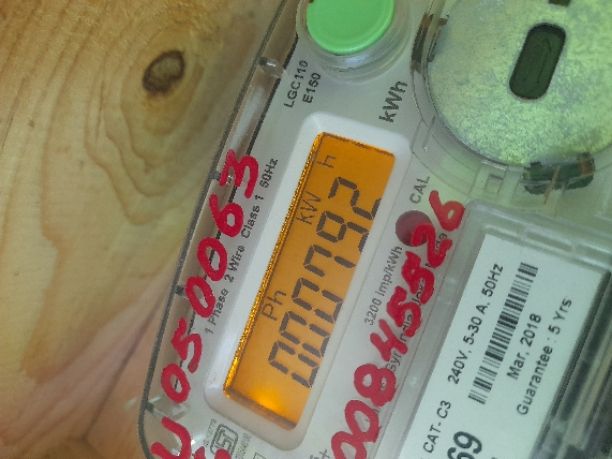 U 050063
1 Phase 2 Wire Class 1 50Hz
LGC110
E150
kWh
Ph kW h
000792
CAL
3200 Imp/kWh
00845526
CAT- C3 240V, 5-30 A, 50Hz
69
Mar, 2018
Guarantee : 5 Yrs